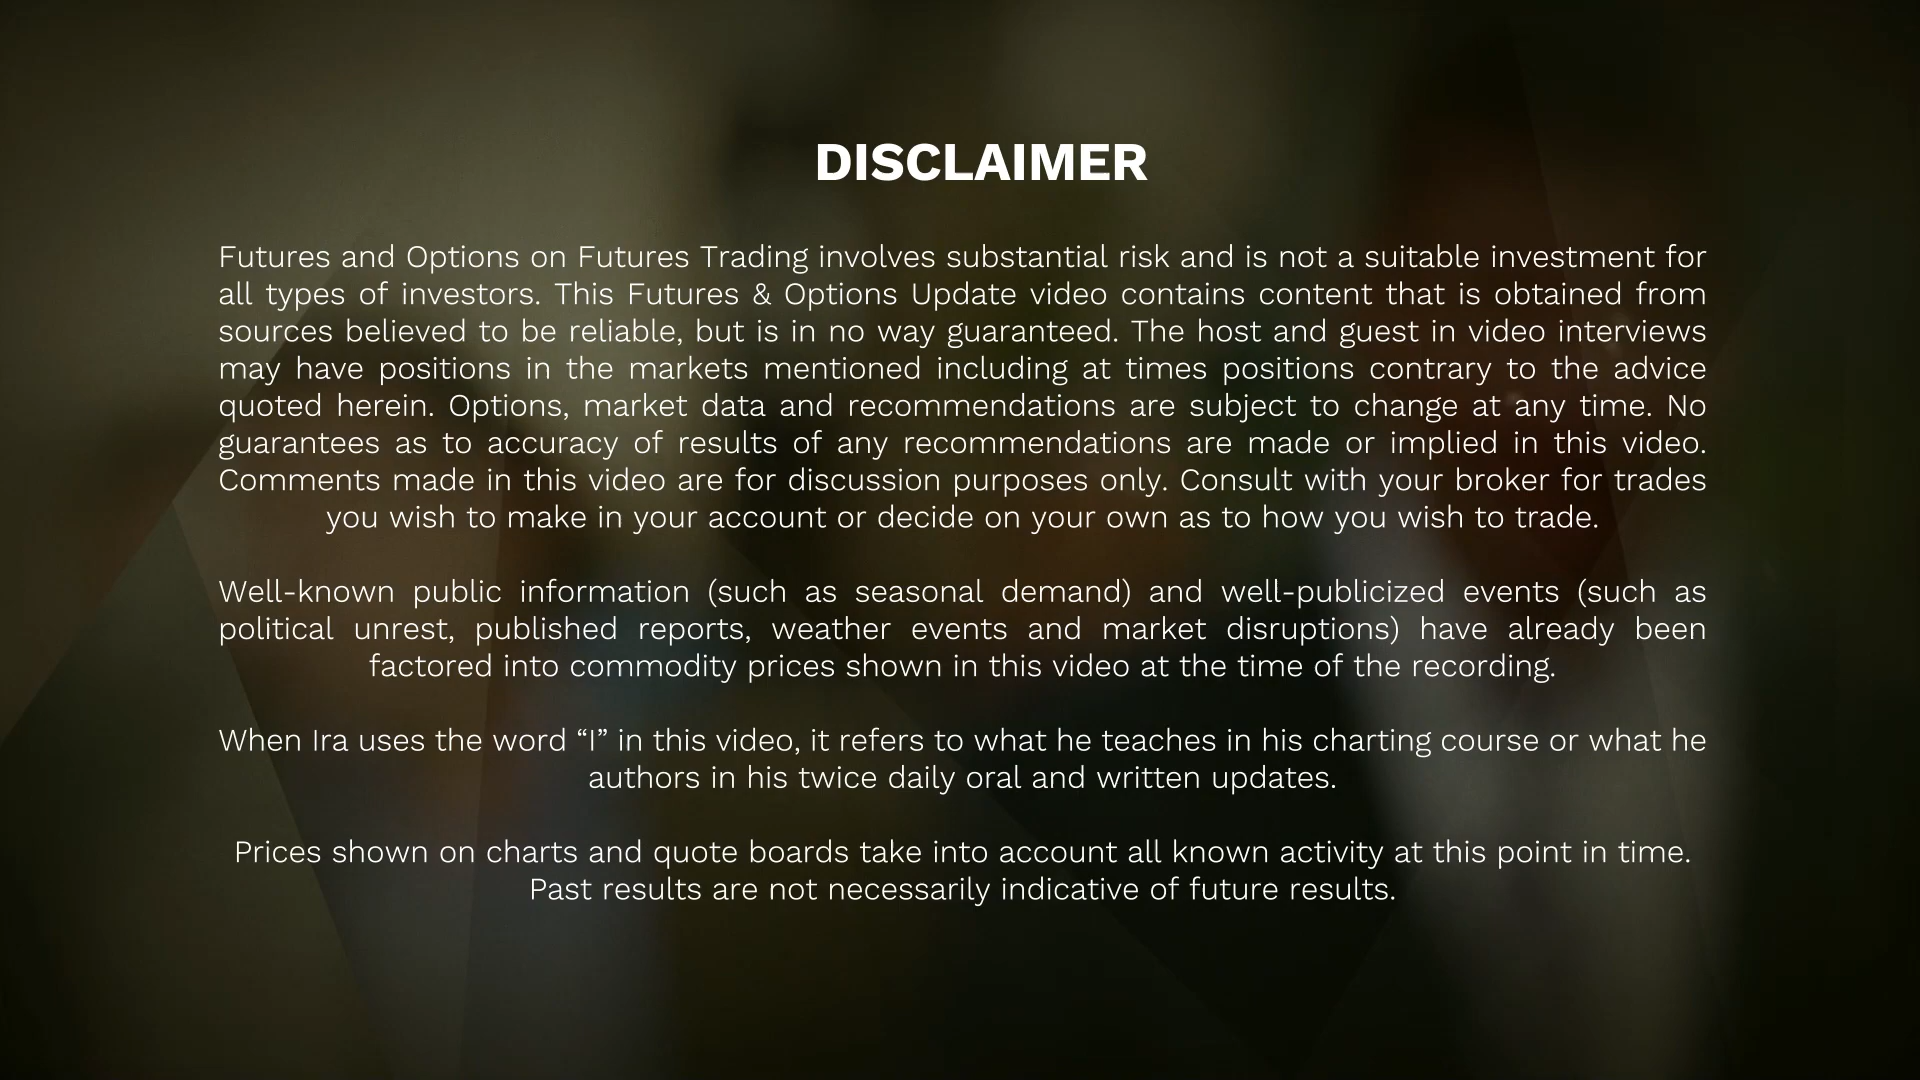 DISCLAIMER
Futures and Options on Futures Trading involves substantial risk and is not a suitable investment for
all types of investors. This Futures & Options Update video contains content that is obtained from
sources believed to be reliable, but is in no way guaranteed. The host and guest in video interviews
may have positions in the markets mentioned including at times positions contrary to the advice
quoted herein. Options, market data and recommendations are subject to change at any time. No
guarantees as to accuracy of results of any recommendations are made or implied in this video.
Comments made in this video are for discussion purposes only. Consult with your broker for trades
you wish to make in your account or decide on your own as to how you wish to trade.
Well-known public information (such as seasonal demand) and well-publicized events (such as
political unrest, published reports, weather events and market disruptions) have already been
factored into commodity prices shown in this video at the time of the recording.
When Ira uses the word “I” in this video, it refers to what he teaches in his charting course or what he
authors in his twice daily oral and written updates.
Prices shown on charts and quote boards take into account all known activity at this point in time.
Past results are not necessarily indicative of future results.